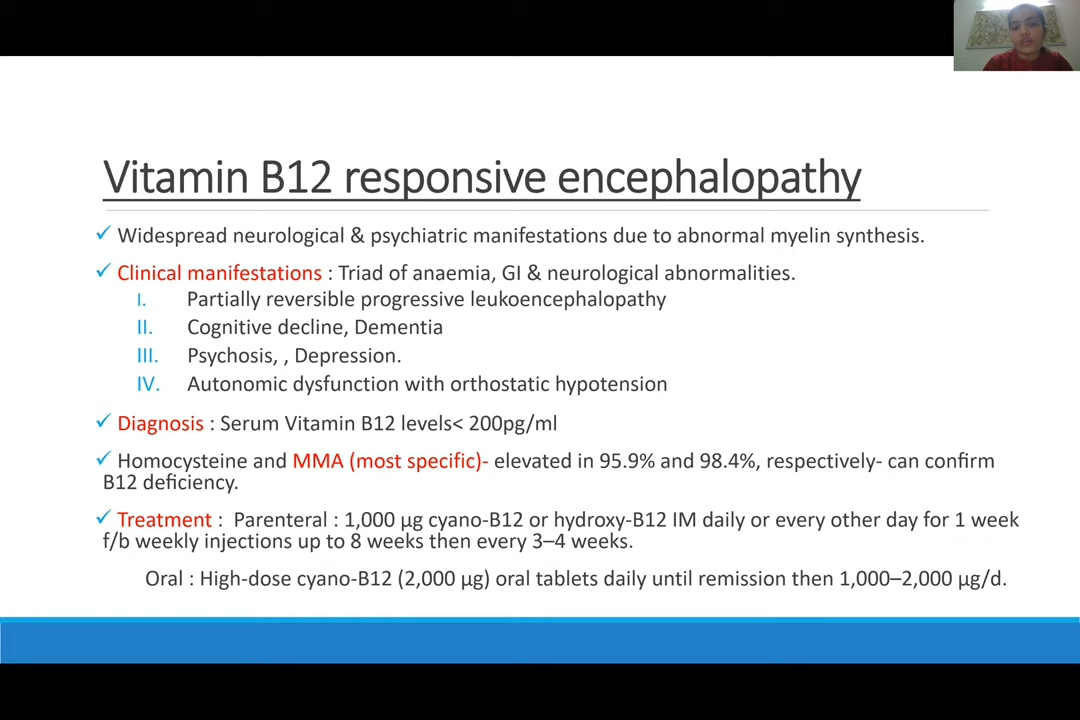 Vitamin B12 responsive encephalopathy
✓ Widespread neurological & psychiatric manifestations due to abnormal myelin synthesis.
✓ Clinical manifestations : Triad of anaemia, GI & neurological abnormalities.
I. Partially reversible progressive leukoencephalopathy
II. Cognitive decline, Dementia
III. Psychosis, , Depression.
IV. Autonomic dysfunction with orthostatic hypotension
✓ Diagnosis : Serum Vitamin B12 levels< 200pg/ml
✓ Homocysteine and MMA (most specific)- elevated in 95.9% and 98.4%, respectively- can confirm
B12 deficiency.
✓ Treatment : Parenteral : 1,000 µg cyano-B12 or hydroxy-B12 IM daily or every other day for 1 week
f/b weekly injections up to 8 weeks then every 3–4 weeks.
Oral : High-dose cyano-B12 (2,000 µg) oral tablets daily until remission then 1,000–2,000 µg/d.